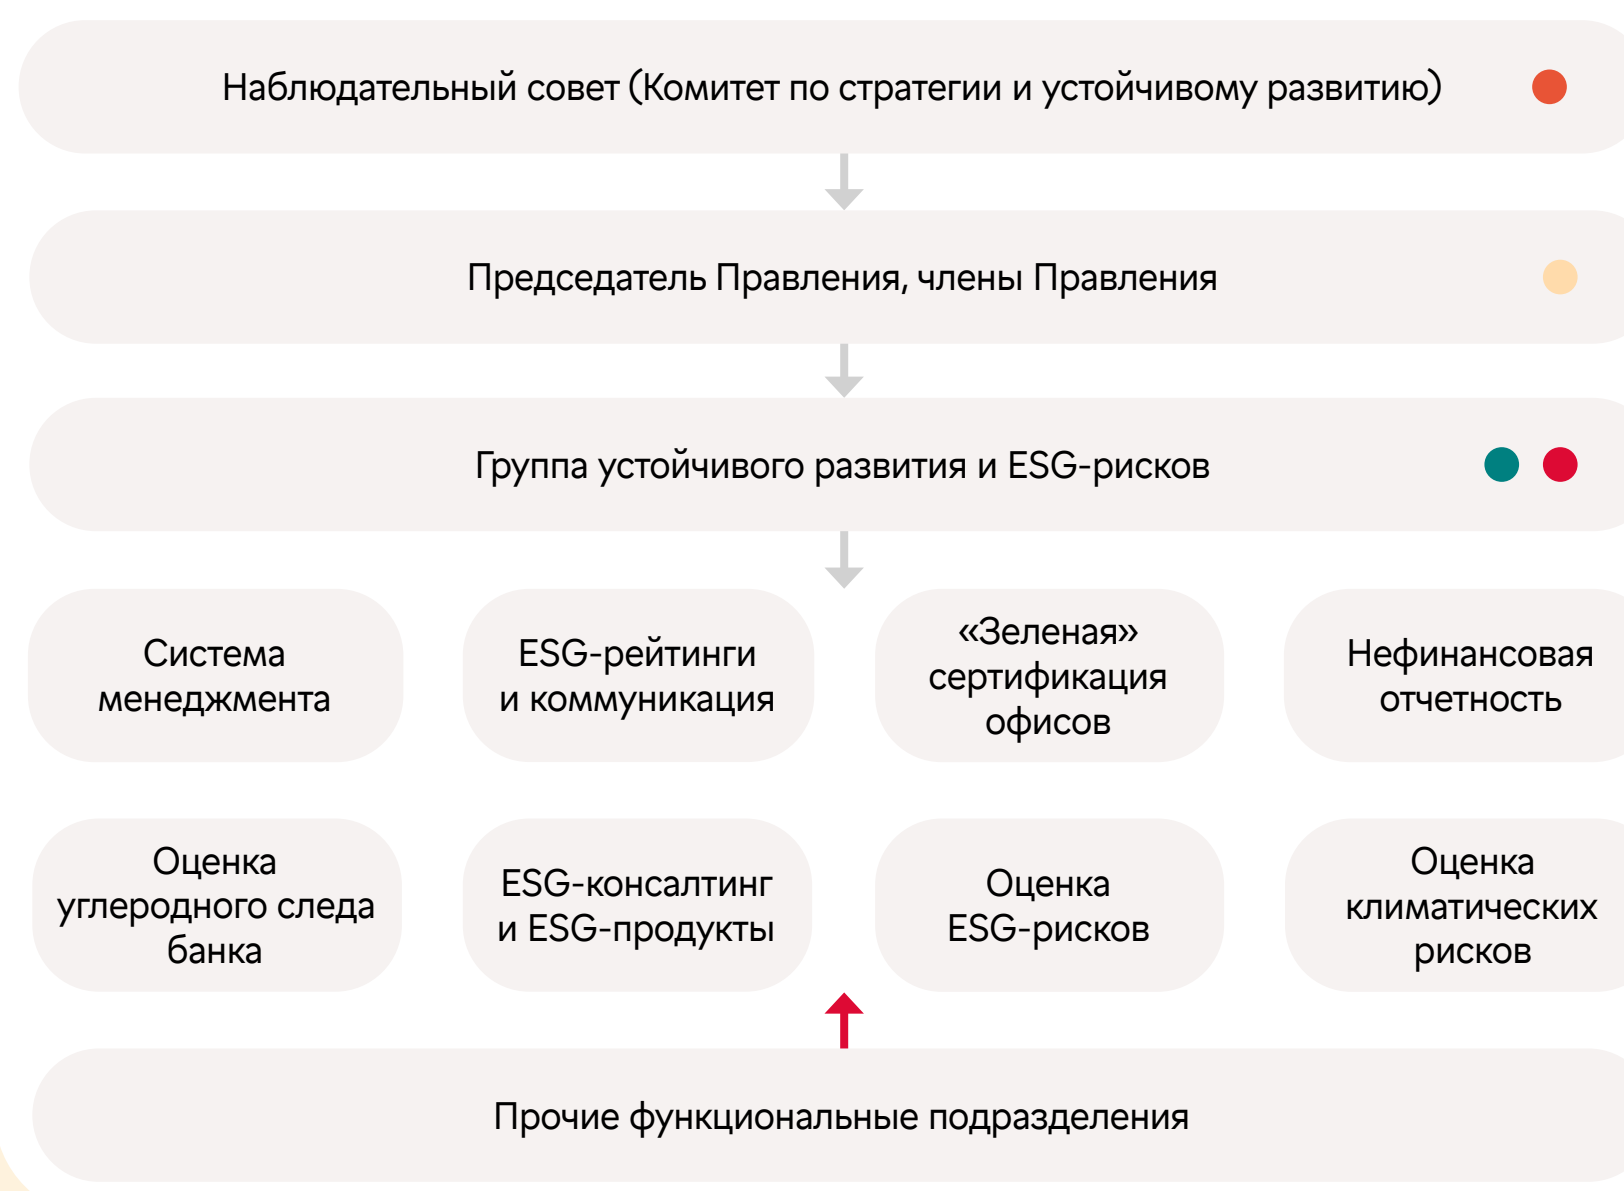 Наблюдательный совет (Комитет по стратегии и устойчивому развитию)
Председатель Правления, члены Правления
Группа устойчивого развития и ESG-рисков
Система
менеджмента
ESG-рейтинги
и коммуникация
«Зеленая»
сертификация
офисов
Нефинансовая
отчетность
Оценка
углеродного следа
банка
ESG-консалтинг
и ESG-продукты
Оценка
ESG-рисков
Оценка
климатических
рисков
Прочие функциональные подразделения